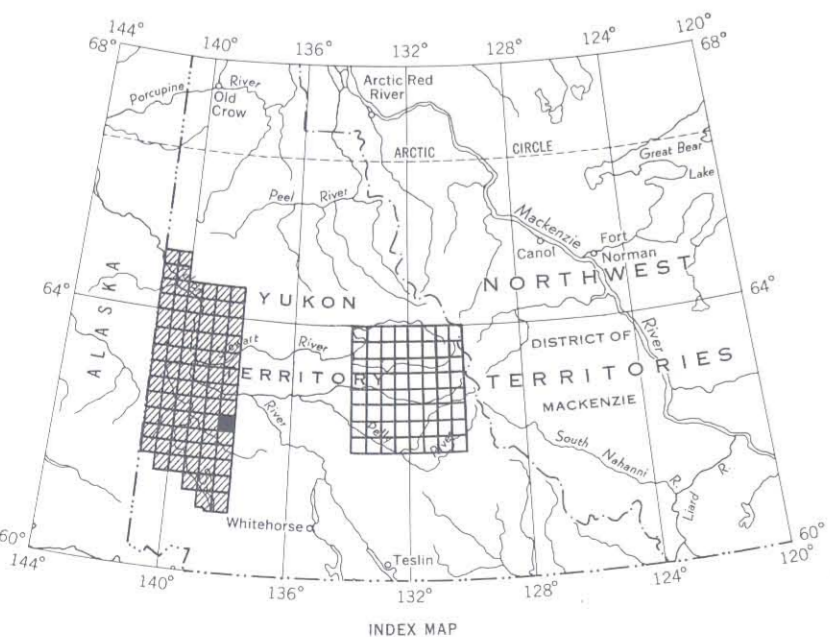 144°
140°
136°
132°
128°
124°
120°
68°
68°
Porcupine River
Old
Crow
Arctic Red
River
ARCTIC CIRCLE
Great Bear
Lake
Peel River
Mackenzie
Canol
Fort
Norman
64°
ALASKA
YUKON
NORTHWEST
64°
River
DISTRICT OF
River
TERRITORY
TERRITORIES
MACKENZIE
River
Pelly
River
South Nahanni R.
Liard R.
Whitehorse
Teslin
60°
60°
144°
140°
136°
132°
128°
124°
120°
INDEX MAP